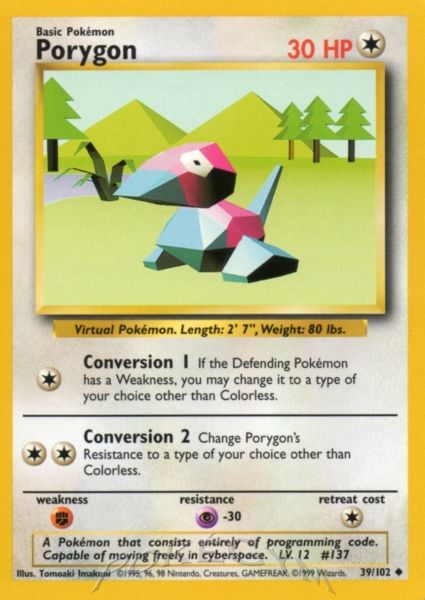 Basic Pokémon
Porygon
30 HP
Virtual Pokémon. Length: 2' 7", Weight: 80 lbs.
Conversion 1 If the Defending Pokémon
has a Weakness, you may change it to a type of
your choice other than Colorless.
Conversion 2 Change Porygon's
Resistance to a type of your choice other than
Colorless.
weakness resistance retreat cost
-30
A Pokémon that consists entirely of programming code.
Capable of moving freely in cyberspace. LV. 12 #137
Illus. Tomoaki Imakuni ©1995, 96, 98 Nintendo, Creatures, GAMEFREAK. ©1999 Wizards. 39/102